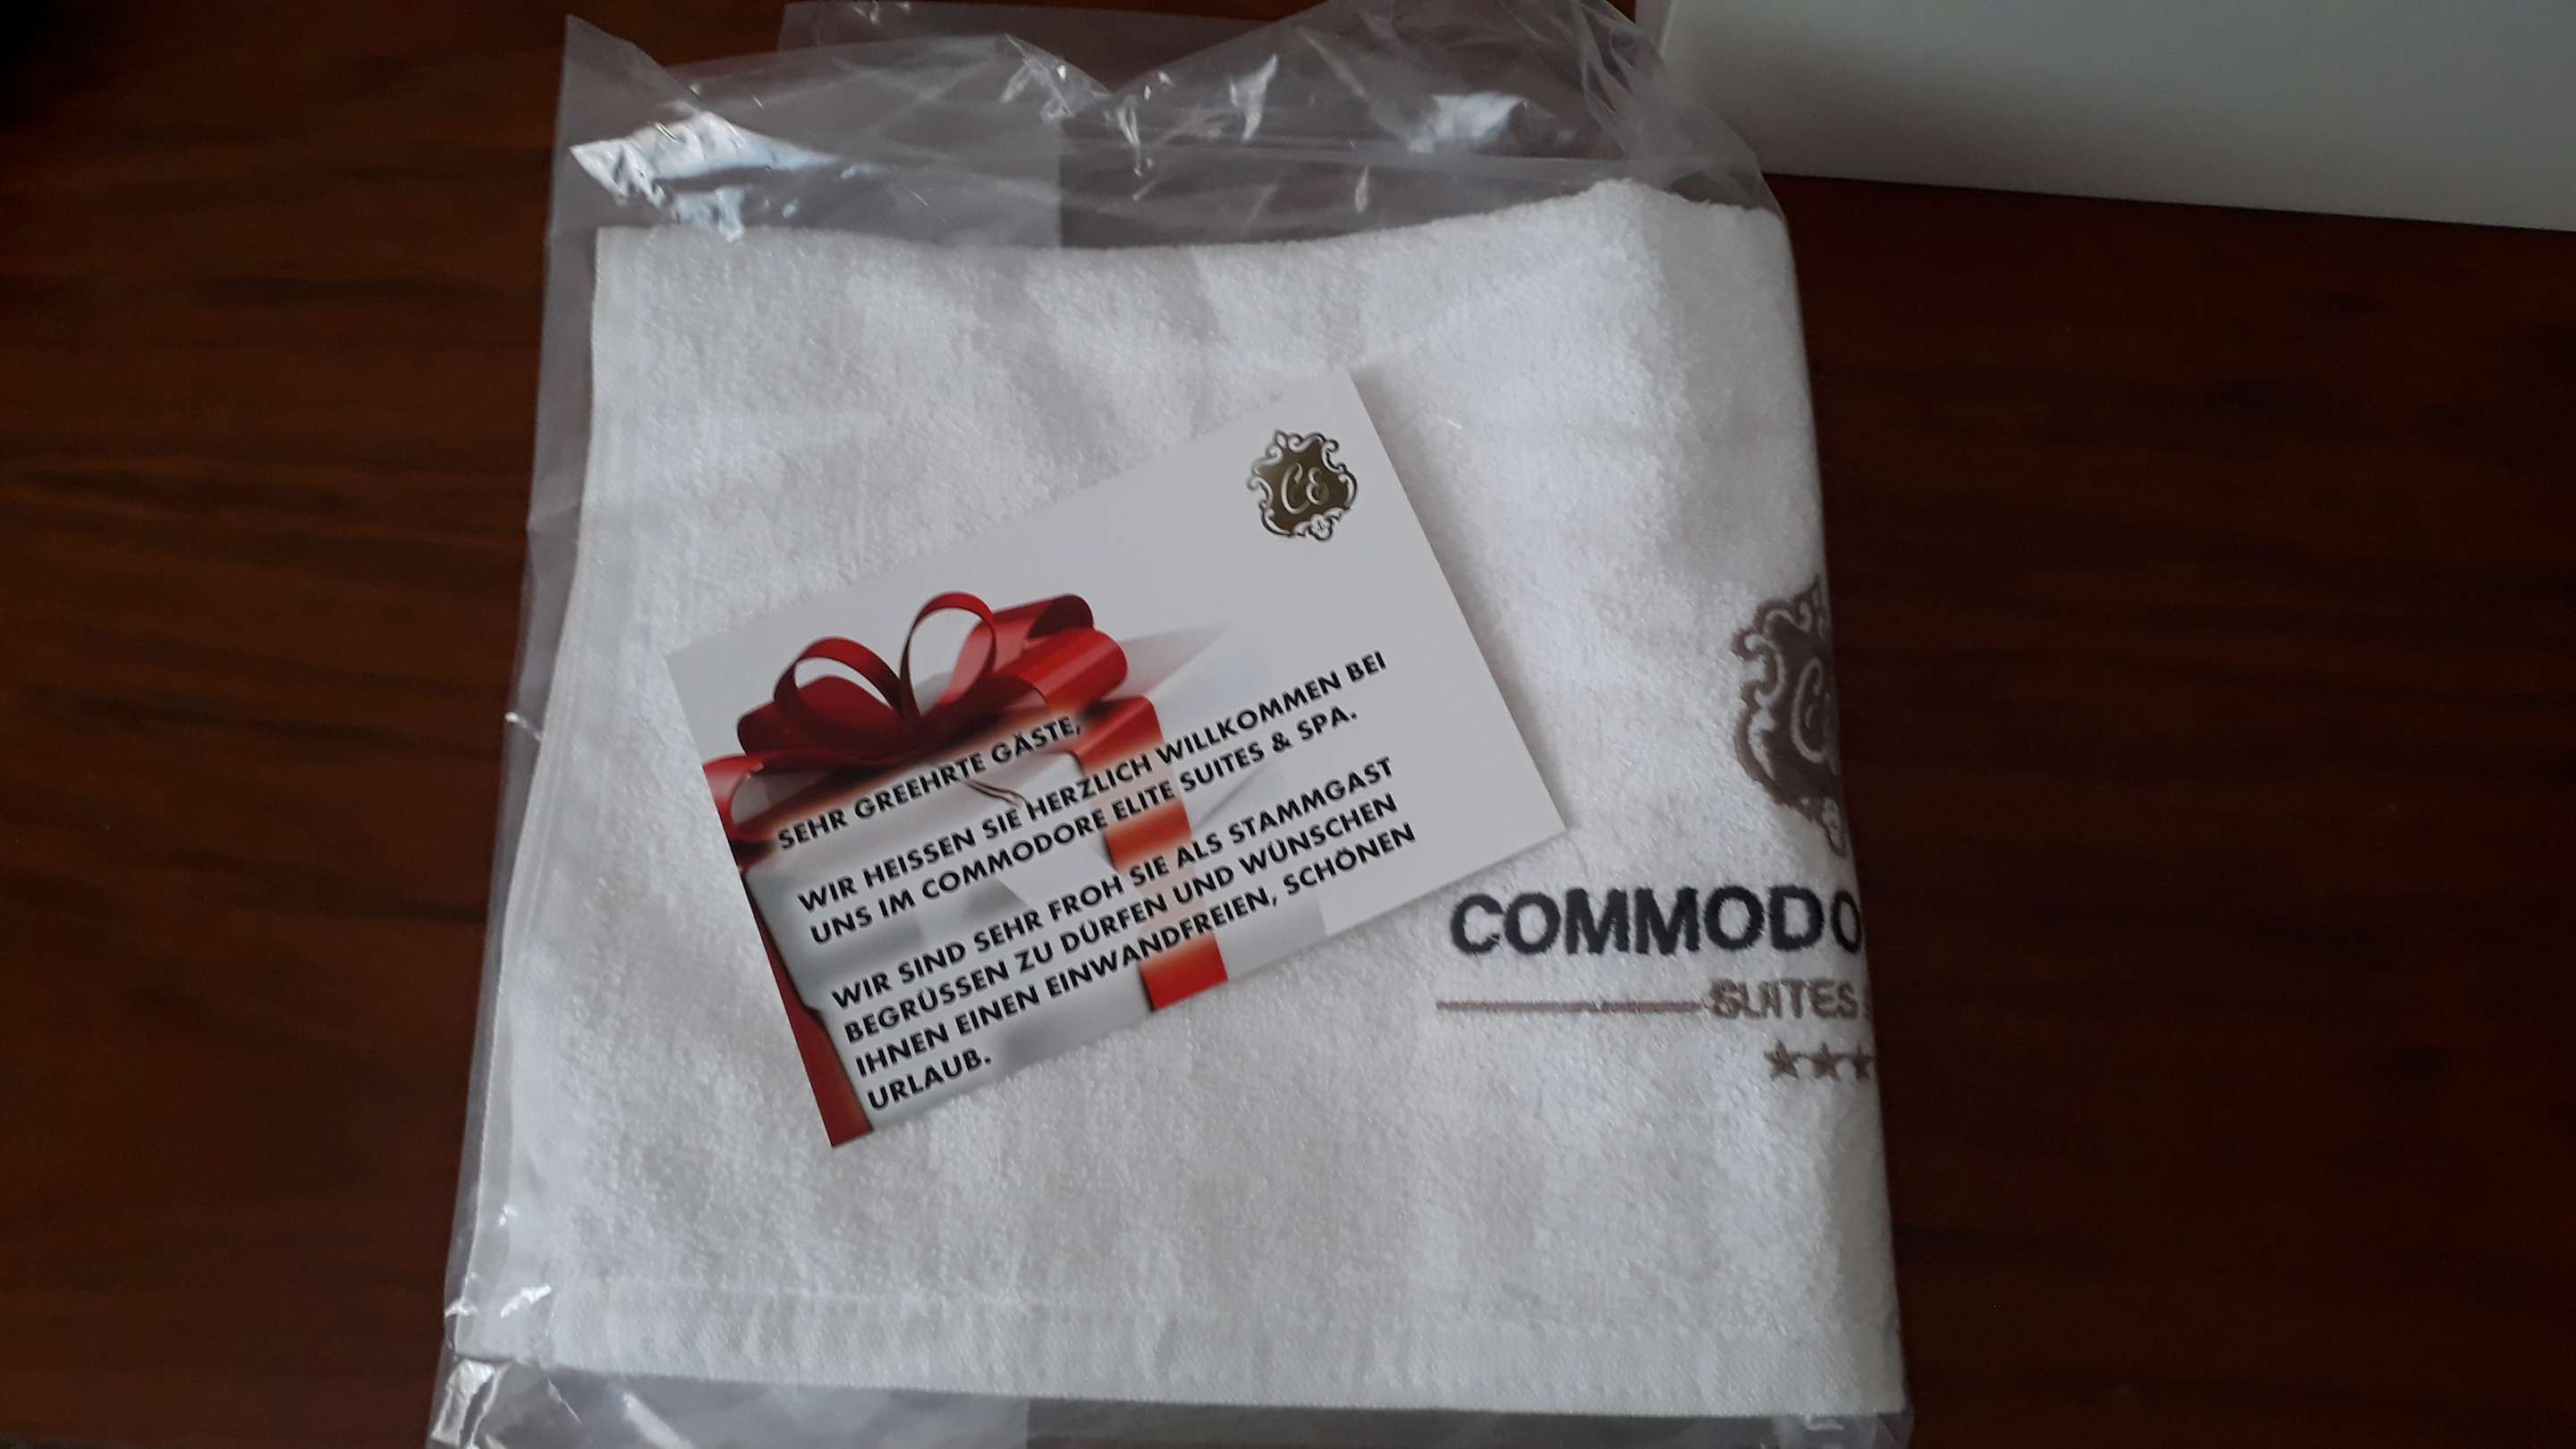 CE
SEHR GREEHRTE GÄSTE,
WIR HEISSEN SIE HERZLICH WILLKOMMEN BEI
UNS IM COMMODORE ELITE SUITES & SPA.
WIR SIND SEHR FROH SIE ALS STAMMGAST
BEGRÜSSEN ZU DÜRFEN UND WÜNSCHEN
IHNEN EINEN EINWANDFREIEN, SCHÖNEN
URLAUB.
COMMODO
SUITES